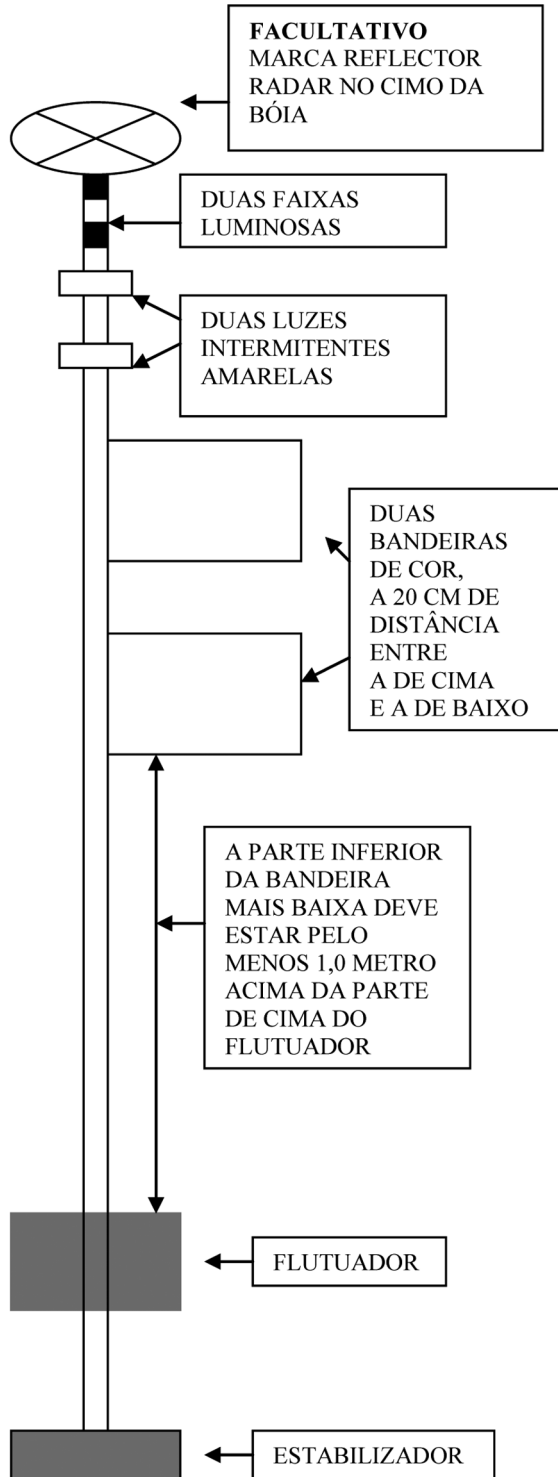 FACULTATIVO
MARCA REFLECTOR
RADAR NO CIMO DA
BÓIA
DUAS FAIXAS
LUMINOSAS
DUAS LUZES
INTERMITENTES
AMARELAS
DUAS
BANDEIRAS
DE COR,
A 20 CM DE
DISTÂNCIA
ENTRE
A DE CIMA
E A DE BAIXO
A PARTE INFERIOR
DA BANDEIRA
MAIS BAIXA DEVE
ESTAR PELO
MENOS 1,0 METRO
ACIMA DA PARTE
DE CIMA DO
FLUTUADOR
FLUTUADOR
ESTABILIZADOR